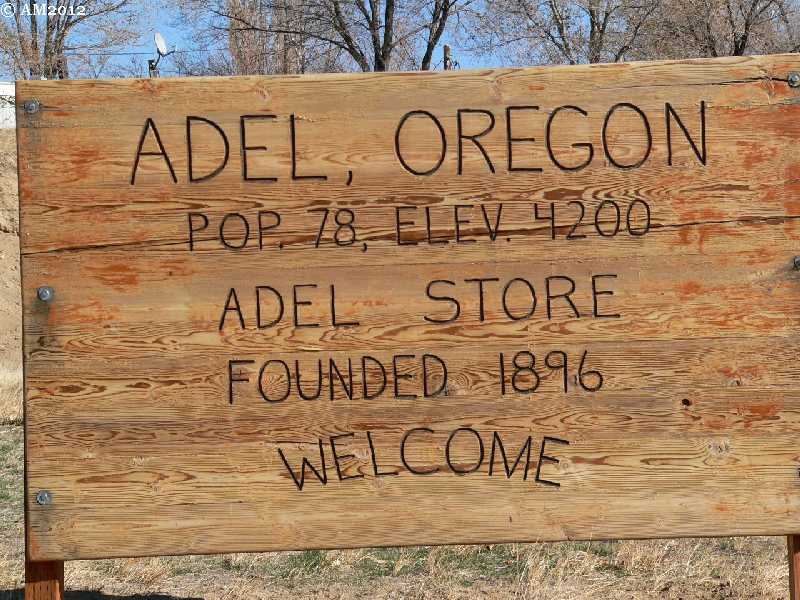 © AM2012
ADEL, OREGON
POP. 78, ELEV. 4200
ADEL STORE
FOUNDED 1896
WELCOME